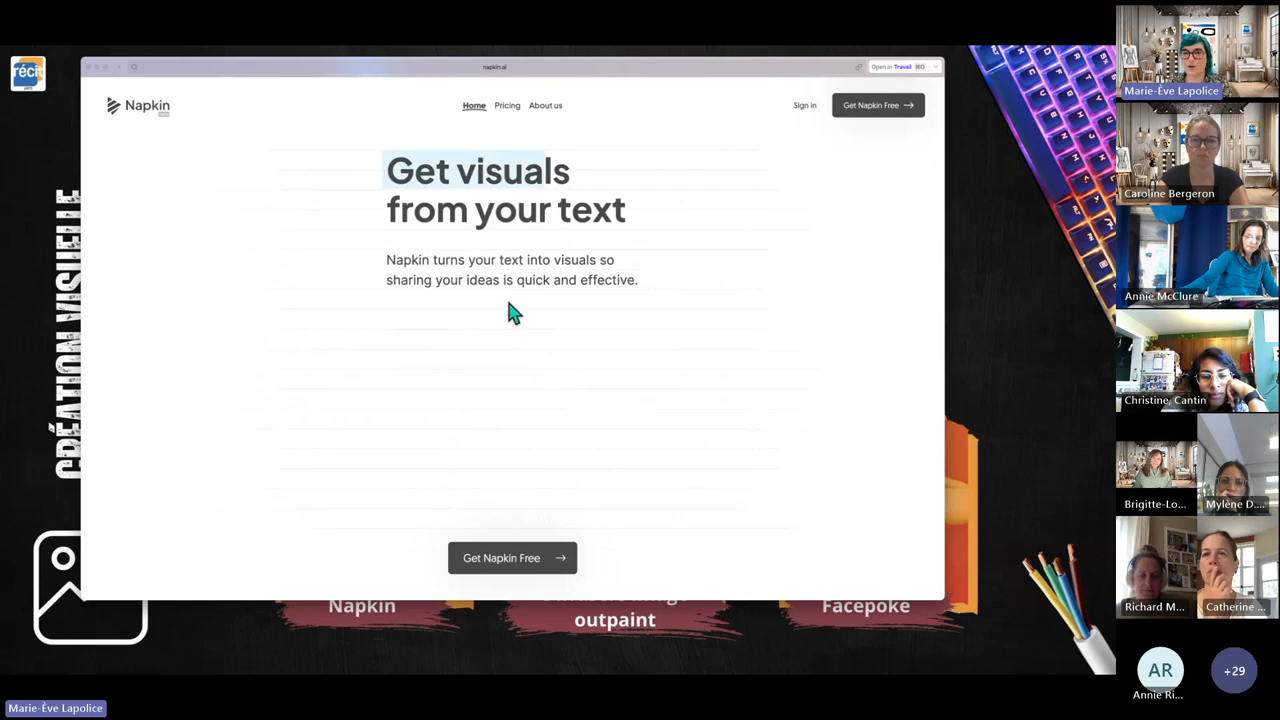 récit
CRÉATION VISUELLE
napkin.ai
Open in Travail ⌘O
Napkin
Home
Pricing
About us
Sign in
Get Napkin Free →
Get visuals
from your text
Napkin turns your text into visuals so
sharing your ideas is quick and effective.
Get Napkin Free →
Napkin
outpaint
Facepoke
Marie-Ève Lapolice
Marie-Ève Lapolice
Caroline Bergeron
Annie McClure
Christine, Cantin
Brigitte-Lo...
Mylène D....
Richard M...
Catherine ...
AR
Annie Ri...
+29